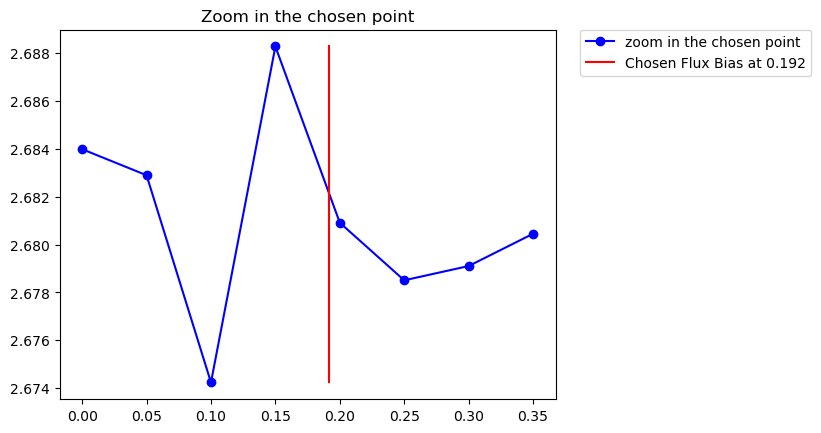 Zoom in the chosen point
zoom in the chosen point
Chosen Flux Bias at 0.192
2.688
2.686
2.684
2.682
2.680
2.678
2.676
2.674
0.00 0.05 0.10 0.15 0.20 0.25 0.30 0.35